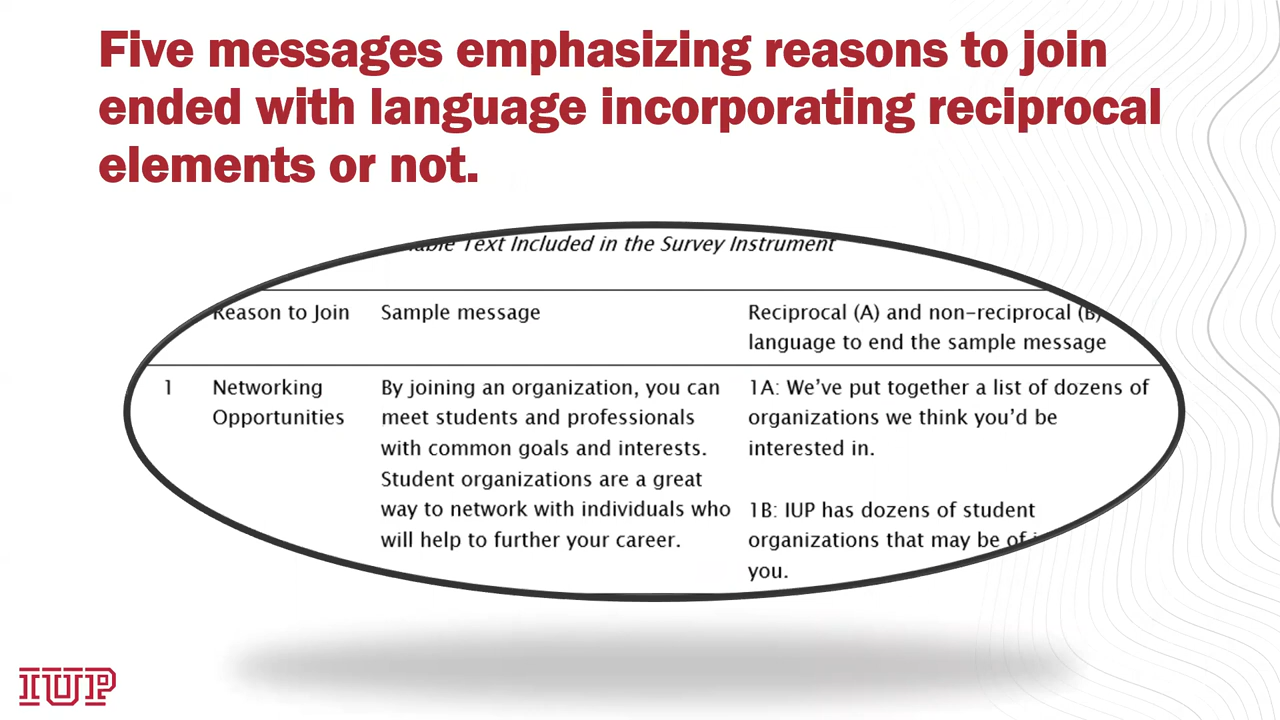 Five messages emphasizing reasons to join
ended with language incorporating reciprocal
elements or not.
Text Included in the Survey Instrument
Reason to Join
Sample message
Reciprocal (A) and non-reciprocal (B)
language to end the sample message
1
Networking
Opportunities
By joining an organization, you can
meet students and professionals
with common goals and interests.
Student organizations are a great
way to network with individuals who
will help to further your career.
1A: We’ve put together a list of dozens of
organizations we think you’d be
interested in.
1B: IUP has dozens of student
organizations that may be of
you.
IUP